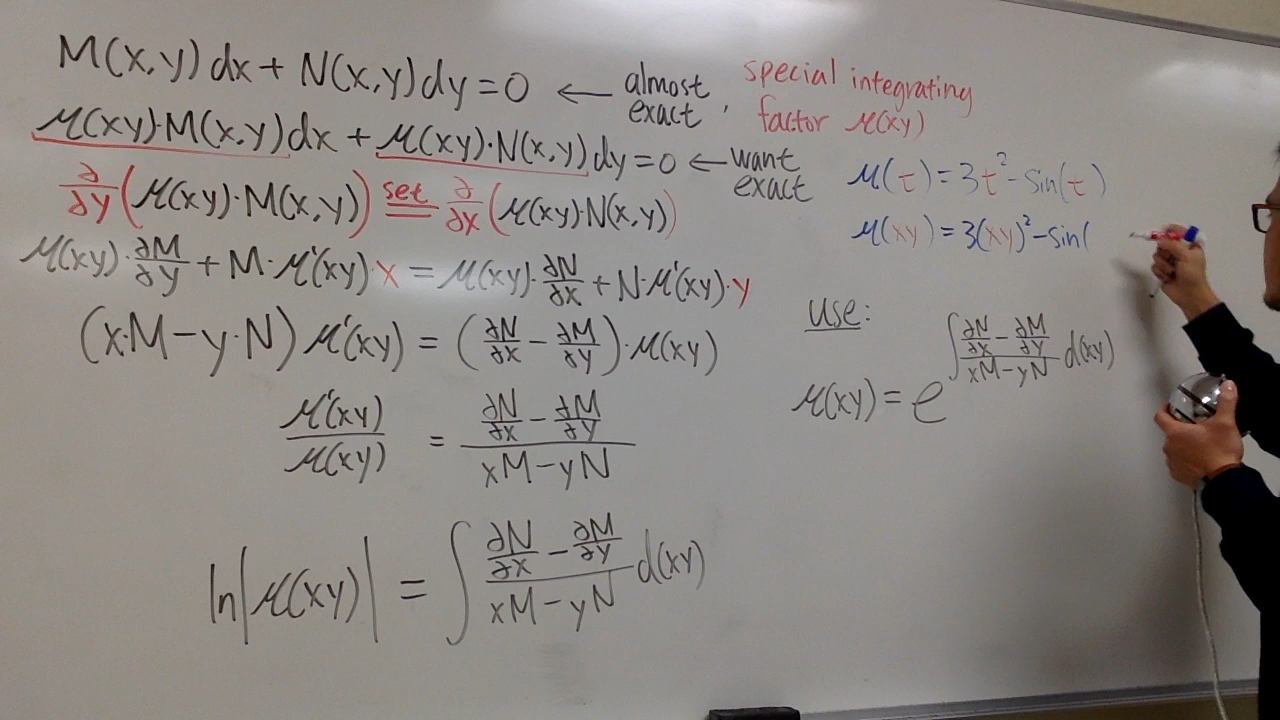 M(x,y)dx + N(x,y)dy = 0 ← almost exact, special integrating factor μ(xy)
μ(xy)·M(x,y)dx + μ(xy)·N(x,y)dy = 0 ← want exact
∂/∂y (μ(xy)·M(x,y)) set = ∂/∂x (μ(xy)·N(x,y))
μ(xy)·∂M/∂y + M·μ'(xy)·x = μ(xy)·∂N/∂x + N·μ'(xy)·y
(x·M − y·N) μ'(xy) = (∂N/∂x − ∂M/∂y)·μ(xy)
μ'(xy)/μ(xy) = (∂N/∂x − ∂M/∂y)/(xM − yN)
ln|μ(xy)| = ∫ (∂N/∂x − ∂M/∂y)/(xM − yN) d(xy)
μ(t) = 3t² − sin(t)
μ(xy) = 3(xy)² − sin(
use:
μ(xy) = e^{∫ (∂N/∂x − ∂M/∂y)/(xM − yN) d(xy)}